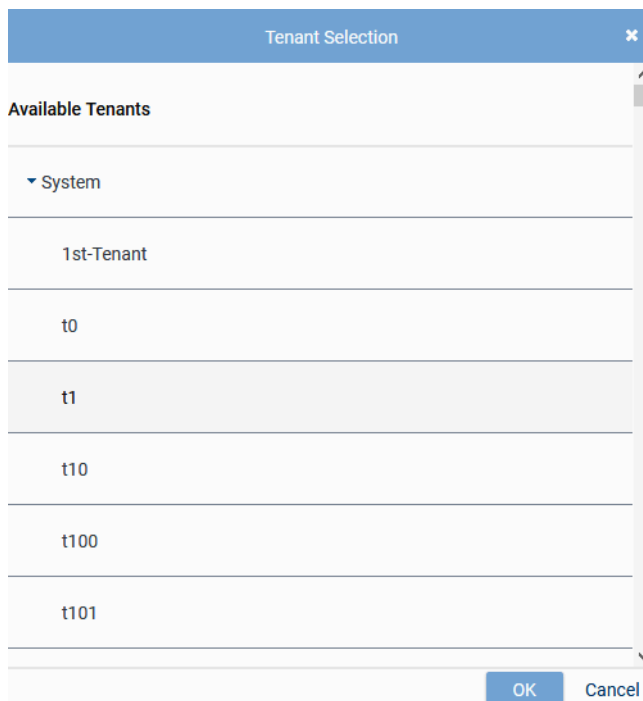 Tenant Selection
Available Tenants
System
1st-Tenant
t0
t1
t10
t100
t101
OK Cancel